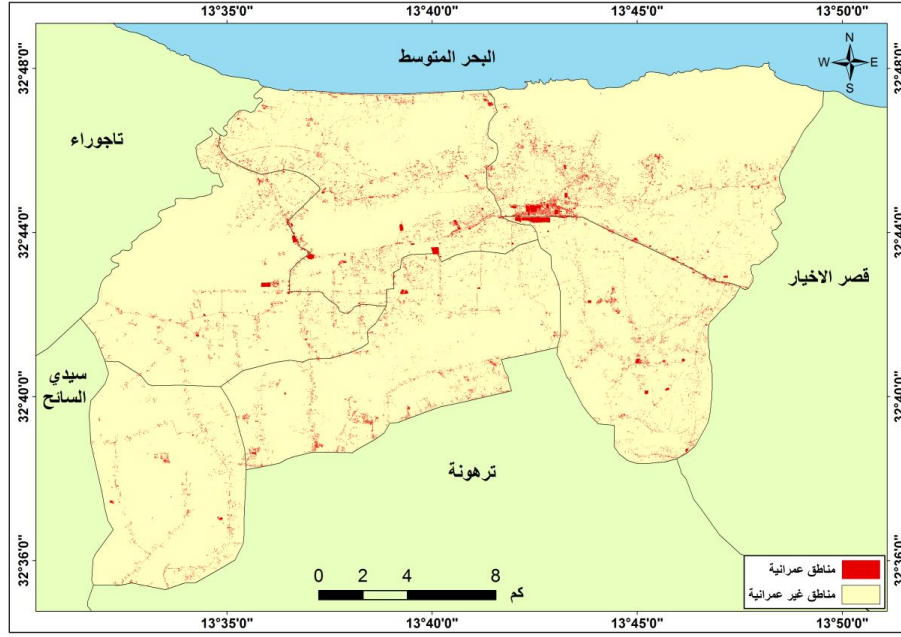 13°35'0" 13°40'0" 13°45'0" 13°50'0"
32°48'0" 32°48'0"
البحر المتوسط
N
W E
S
تاجوراء
32°44'0" 32°44'0"
قصر الاخيار
32°40'0" 32°40'0"
سيدي
السائح
ترهونة
32°36'0" 32°36'0"
0 2 4 8
كم
مناطق عمرانية
مناطق غير عمرانية
13°35'0" 13°40'0" 13°45'0" 13°50'0"